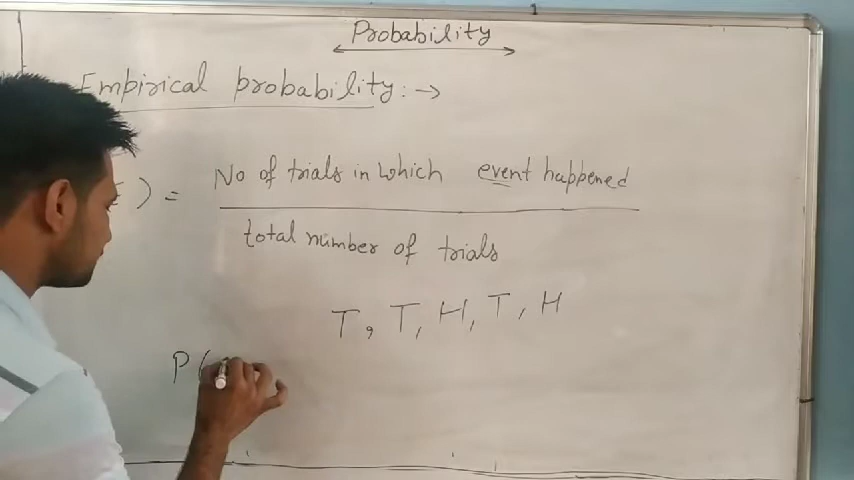 Probability
Empirical probability : →
) = No of trials in which event happened
total number of trials
T, T, H, T, H
P(